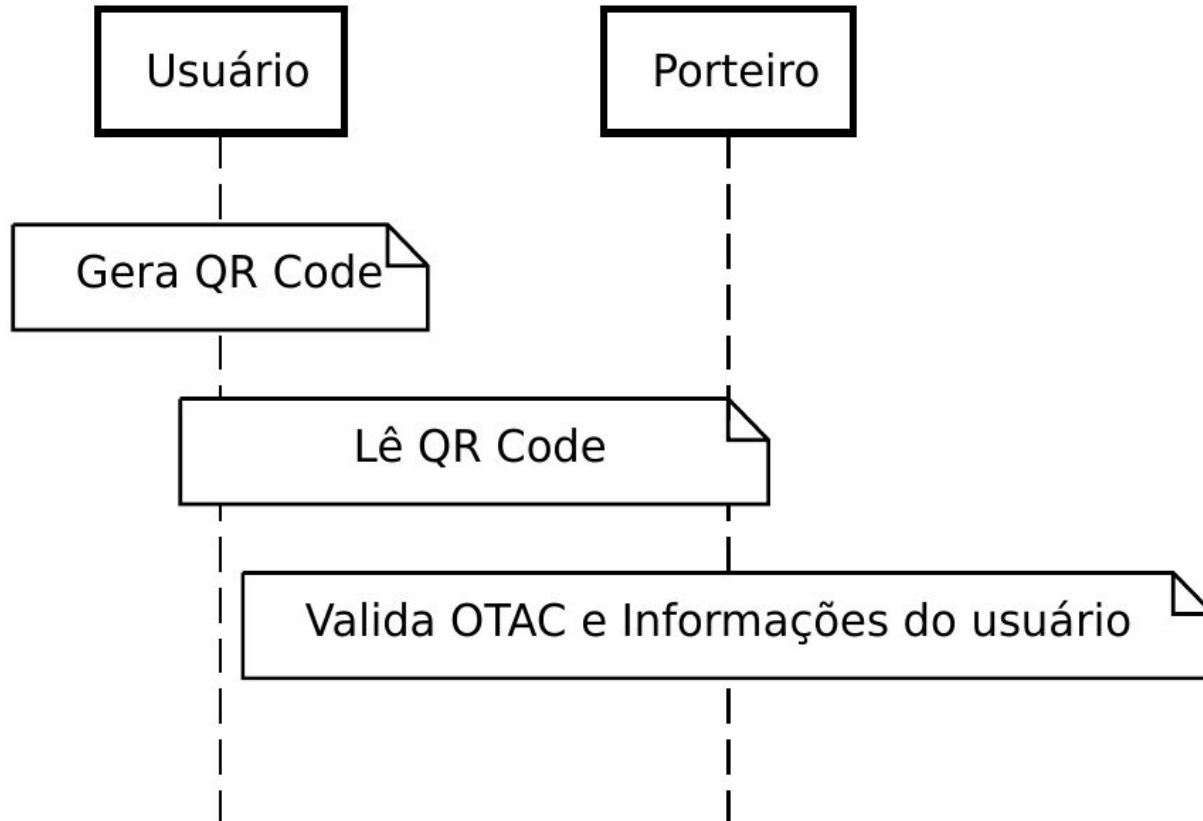 Usuário
Porteiro
Gera QR Code
Lê QR Code
Valida OTAC e Informações do usuário